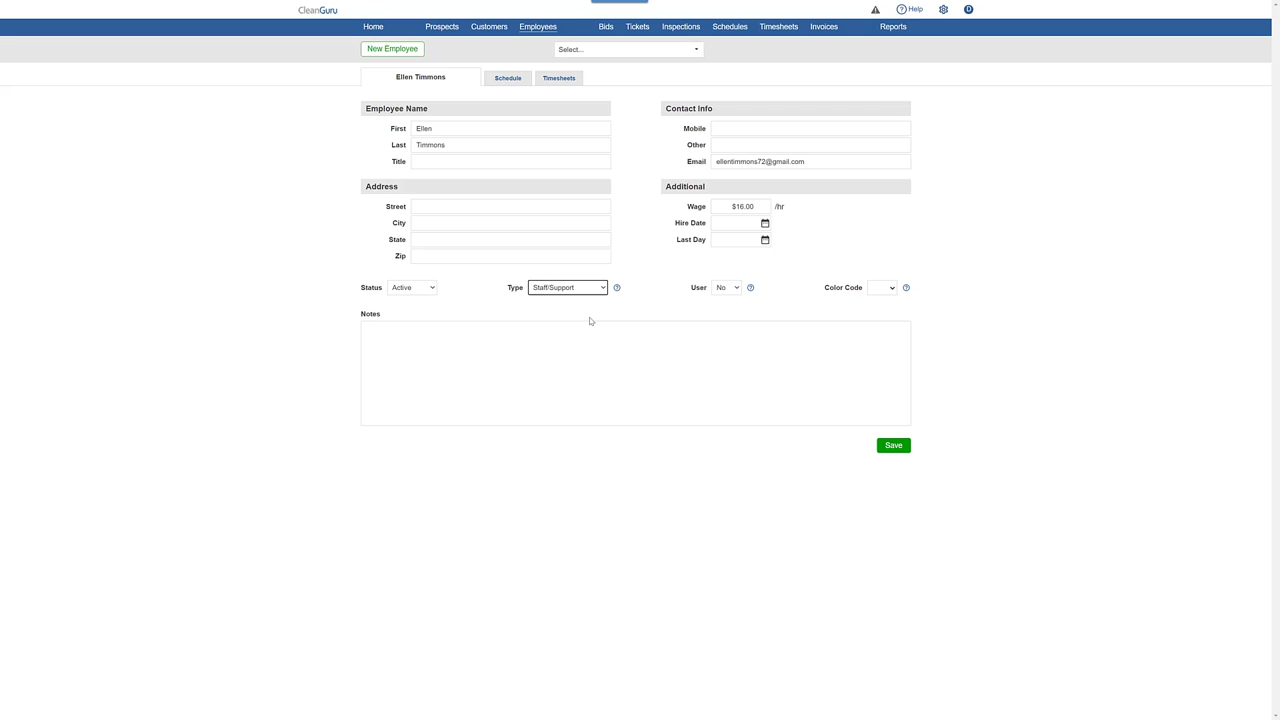 CleanGuru
Help
D
Home Prospects Customers Employees Bids Tickets Inspections Schedules Timesheets Invoices Reports
New Employee Select...
Ellen Timmons Schedule Timesheets
Employee Name Contact Info
First Ellen Mobile
Last Timmons Other
Title Email ellentimmons72@gmail.com
Address Additional
Street Wage $16.00 /hr
City Hire Date
State Last Day
Zip
Status Active Type Staff/Support User No Color Code
Notes
Save